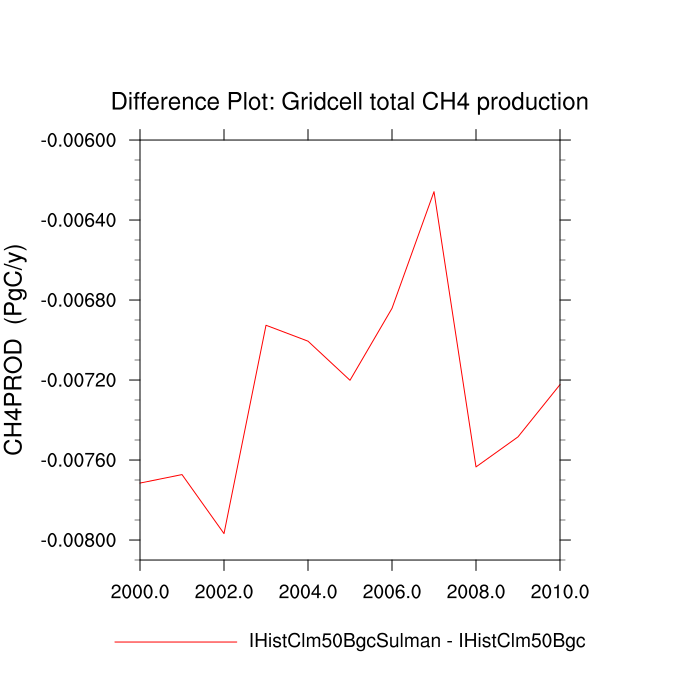 Difference Plot: Gridcell total CH4 production
CH4PROD (PgC/y)
-0.00600
-0.00640
-0.00680
-0.00720
-0.00760
-0.00800
2000.0 2002.0 2004.0 2006.0 2008.0 2010.0
IHistClm50BgcSulman - IHistClm50Bgc